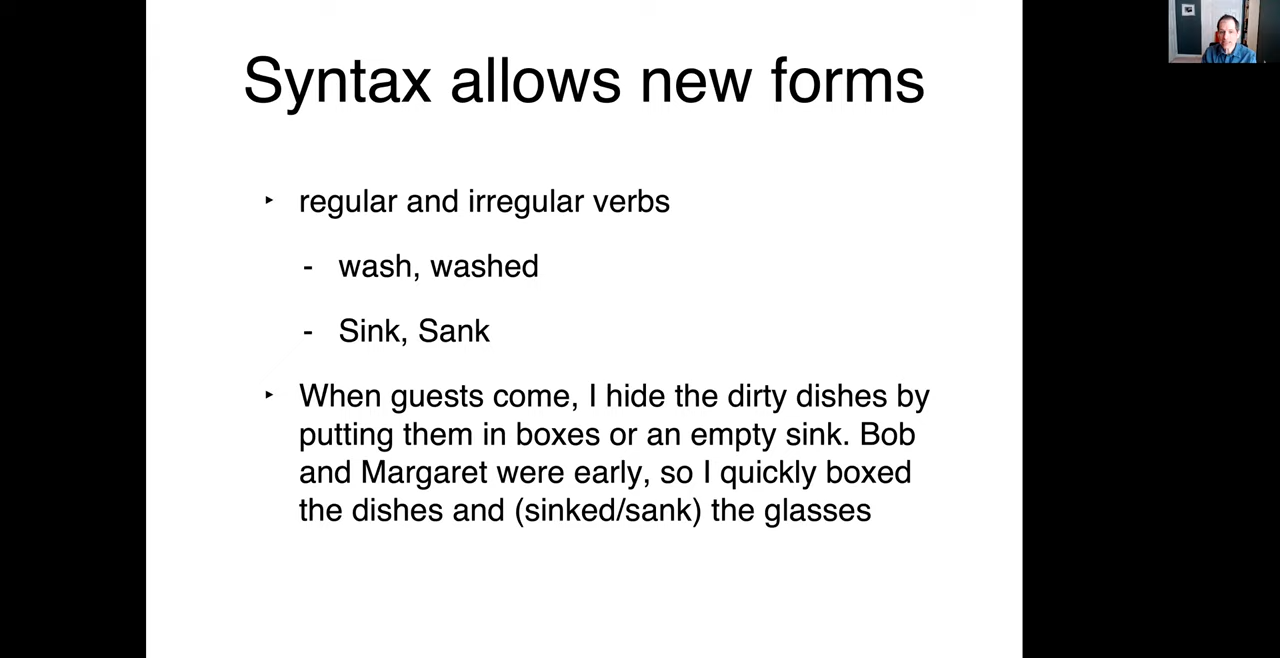 Syntax allows new forms
‣ regular and irregular verbs
- wash, washed
- Sink, Sank
‣ When guests come, I hide the dirty dishes by
putting them in boxes or an empty sink. Bob
and Margaret were early, so I quickly boxed
the dishes and (sinked/sank) the glasses